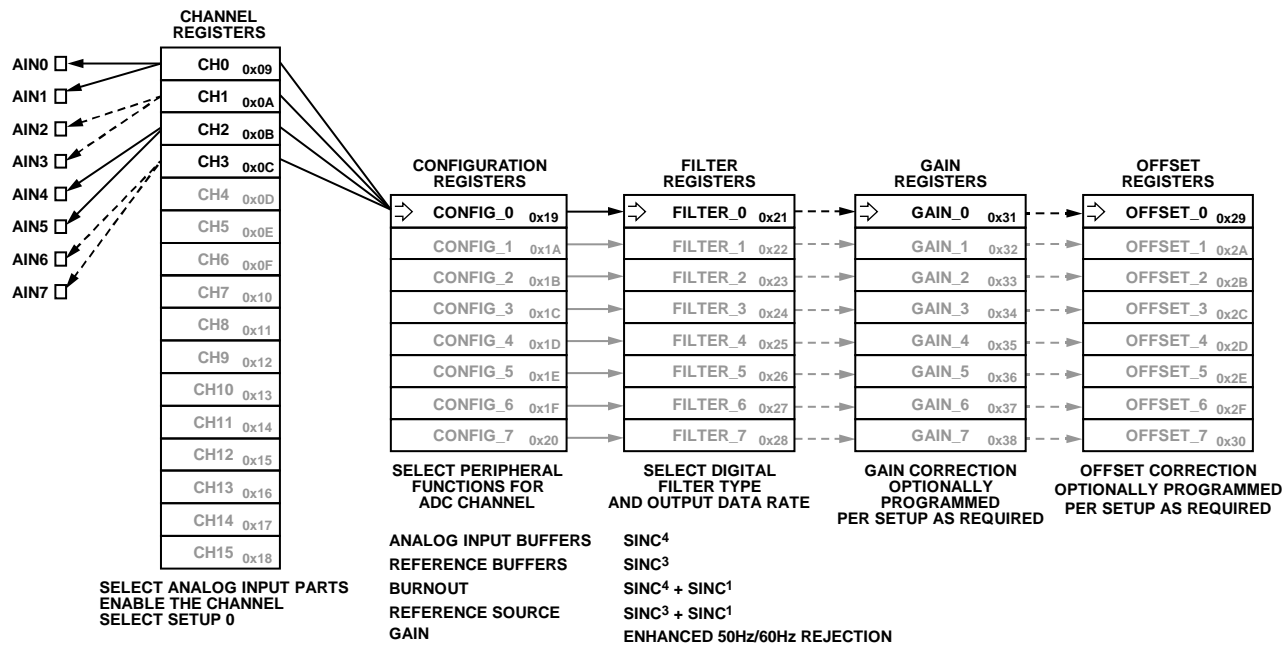 CHANNEL
REGISTERS
AIN0
AIN1
AIN2
AIN3
AIN4
AIN5
AIN6
AIN7
CH0 0x09
CH1 0x0A
CH2 0x0B
CH3 0x0C
CH4 0x0D
CH5 0x0E
CH6 0x0F
CH7 0x10
CH8 0x11
CH9 0x12
CH10 0x13
CH11 0x14
CH12 0x15
CH13 0x16
CH14 0x17
CH15 0x18
SELECT ANALOG INPUT PARTS
ENABLE THE CHANNEL
SELECT SETUP 0
CONFIGURATION
REGISTERS
CONFIG_0 0x19
CONFIG_1 0x1A
CONFIG_2 0x1B
CONFIG_3 0x1C
CONFIG_4 0x1D
CONFIG_5 0x1E
CONFIG_6 0x1F
CONFIG_7 0x20
SELECT PERIPHERAL
FUNCTIONS FOR
ADC CHANNEL
ANALOG INPUT BUFFERS
REFERENCE BUFFERS
BURNOUT
REFERENCE SOURCE
GAIN
FILTER
REGISTERS
FILTER_0 0x21
FILTER_1 0x22
FILTER_2 0x23
FILTER_3 0x24
FILTER_4 0x25
FILTER_5 0x26
FILTER_6 0x27
FILTER_7 0x28
SELECT DIGITAL
FILTER TYPE
AND OUTPUT DATA RATE
SINC⁴
SINC³
SINC⁴ + SINC¹
SINC³ + SINC¹
ENHANCED 50Hz/60Hz REJECTION
GAIN
REGISTERS
GAIN_0 0x31
GAIN_1 0x32
GAIN_2 0x33
GAIN_3 0x34
GAIN_4 0x35
GAIN_5 0x36
GAIN_6 0x37
GAIN_7 0x38
GAIN CORRECTION
OPTIONALLY
PROGRAMMED
PER SETUP AS REQUIRED
OFFSET
REGISTERS
OFFSET_0 0x29
OFFSET_1 0x2A
OFFSET_2 0x2B
OFFSET_3 0x2C
OFFSET_4 0x2D
OFFSET_5 0x2E
OFFSET_6 0x2F
OFFSET_7 0x30
OFFSET CORRECTION
OPTIONALLY PROGRAMMED
PER SETUP AS REQUIRED